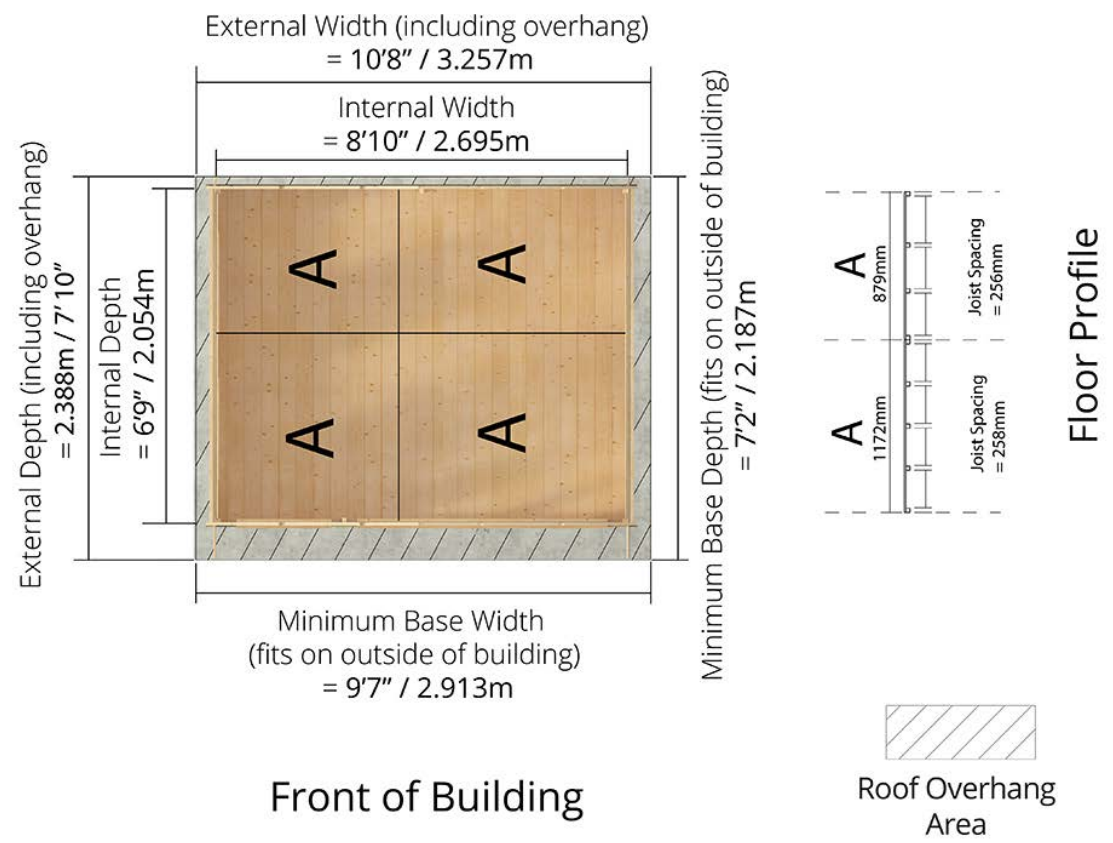 External Width (including overhang)
= 10’8” / 3.257m
Internal Width
= 8’10” / 2.695m
External Depth (including overhang)
= 2.388m / 7’10”
Internal Depth
= 6’9” / 2.054m
A
A
A
A
Minimum Base Depth (fits on outside of building)
= 7’2” / 2.187m
Minimum Base Width
(fits on outside of building)
= 9’7” / 2.913m
Front of Building
A
879mm
Joist Spacing
= 256mm
A
1172mm
Joist Spacing
= 258mm
Floor Profile
Roof Overhang
Area